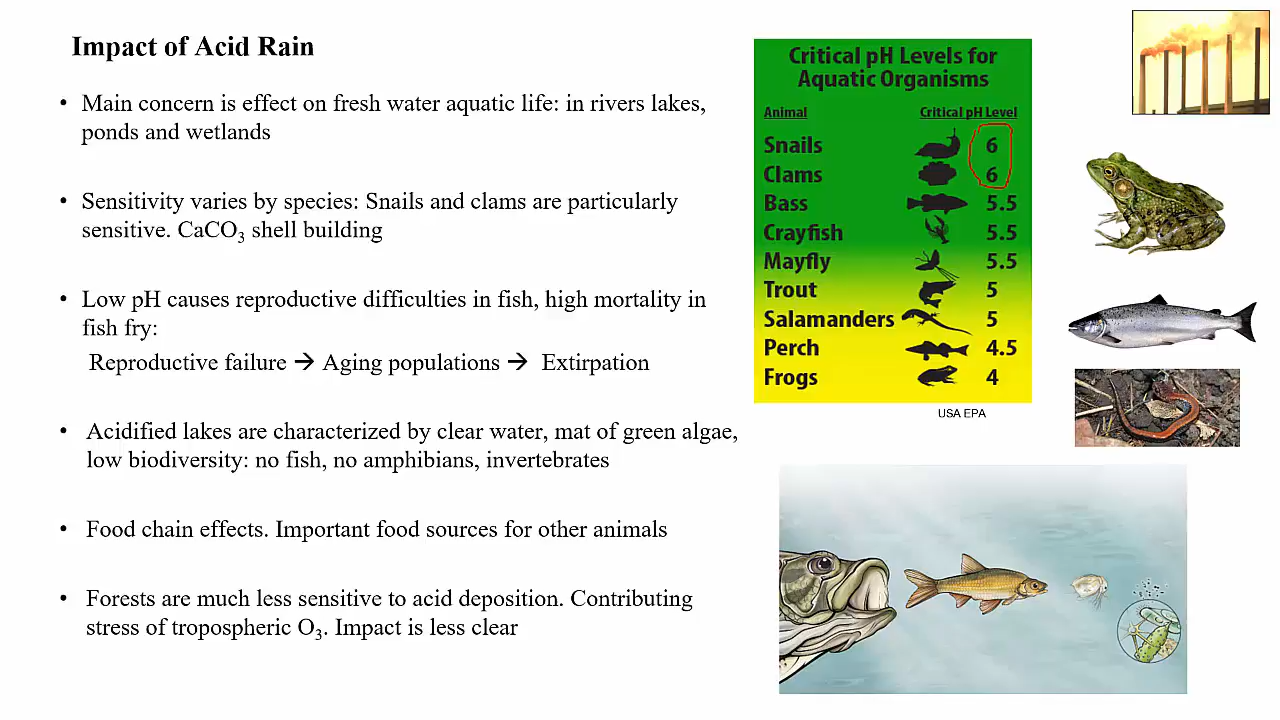 Impact of Acid Rain
• Main concern is effect on fresh water aquatic life: in rivers lakes,
ponds and wetlands
• Sensitivity varies by species: Snails and clams are particularly
sensitive. CaCO₃ shell building
• Low pH causes reproductive difficulties in fish, high mortality in
fish fry:
Reproductive failure → Aging populations → Extirpation
• Acidified lakes are characterized by clear water, mat of green algae,
low biodiversity: no fish, no amphibians, invertebrates
• Food chain effects. Important food sources for other animals
• Forests are much less sensitive to acid deposition. Contributing
stress of tropospheric O₃. Impact is less clear
Critical pH Levels for
Aquatic Organisms
Animal Critical pH Level
Snails 6
Clams 6
Bass 5.5
Crayfish 5.5
Mayfly 5.5
Trout 5
Salamanders 5
Perch 4.5
Frogs 4
USA EPA